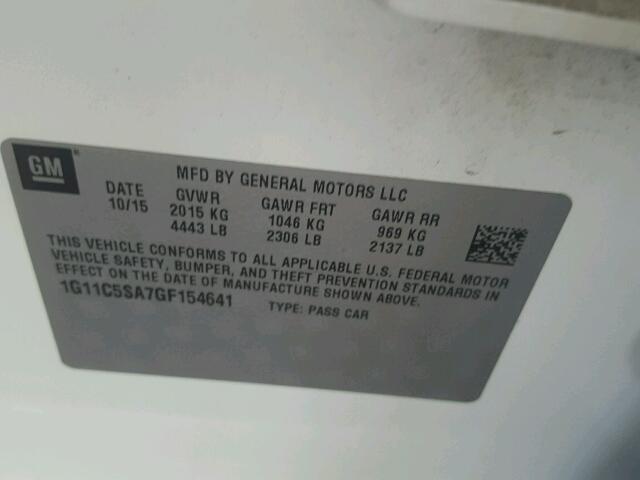 GM
MFD BY GENERAL MOTORS LLC
DATE GVWR GAWR FRT GAWR RR
10/15 2015 KG 1046 KG 969 KG
4443 LB 2306 LB 2137 LB
THIS VEHICLE CONFORMS TO ALL APPLICABLE U.S. FEDERAL MOTOR
VEHICLE SAFETY, BUMPER, AND THEFT PREVENTION STANDARDS IN
EFFECT ON THE DATE OF MANUFACTURE SHOWN ABOVE.
1G11C5SA7GF154641 TYPE: PASS CAR